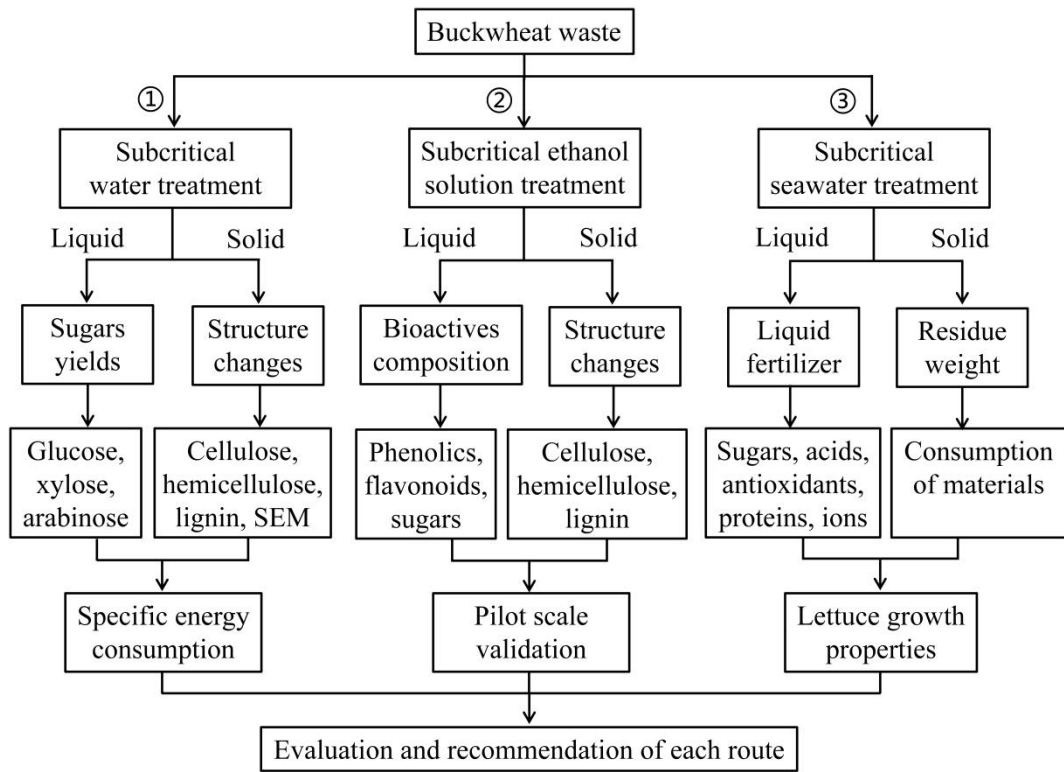 Buckwheat waste
①
②
③
Subcritical
water treatment
Subcritical ethanol
solution treatment
Subcritical
seawater treatment
Liquid
Solid
Liquid
Solid
Liquid
Solid
Sugars
yields
Structure
changes
Bioactives
composition
Structure
changes
Liquid
fertilizer
Residue
weight
Glucose,
xylose,
arabinose
Cellulose,
hemicellulose,
lignin, SEM
Phenolics,
flavonoids,
sugars
Cellulose,
hemicellulose,
lignin
Sugars, acids,
antioxidants,
proteins, ions
Consumption
of materials
Specific energy
consumption
Pilot scale
validation
Lettuce growth
properties
Evaluation and recommendation of each route